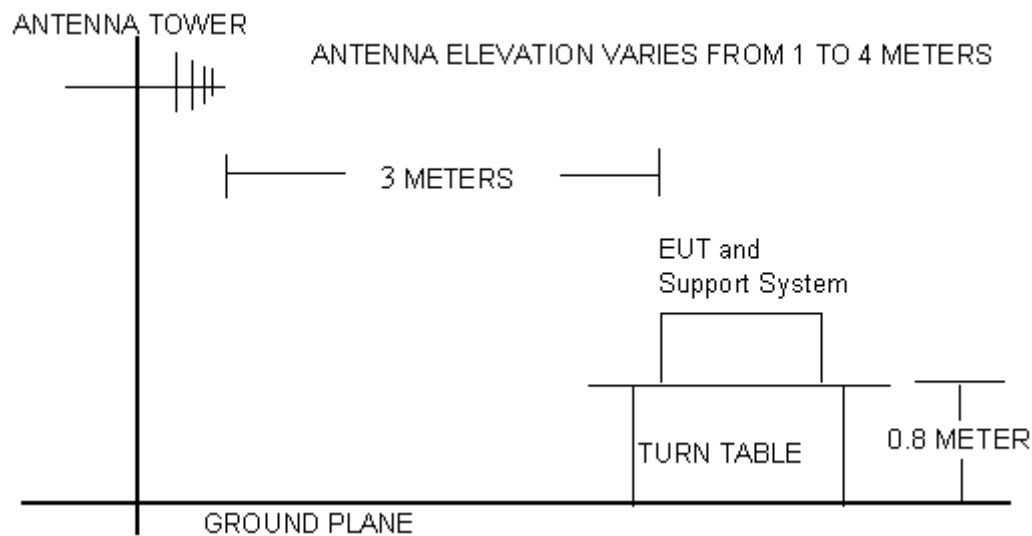 ANTENNA TOWER
ANTENNA ELEVATION VARIES FROM 1 TO 4 METERS
3 METERS
EUT and
Support System
0.8 METER
TURN TABLE
GROUND PLANE